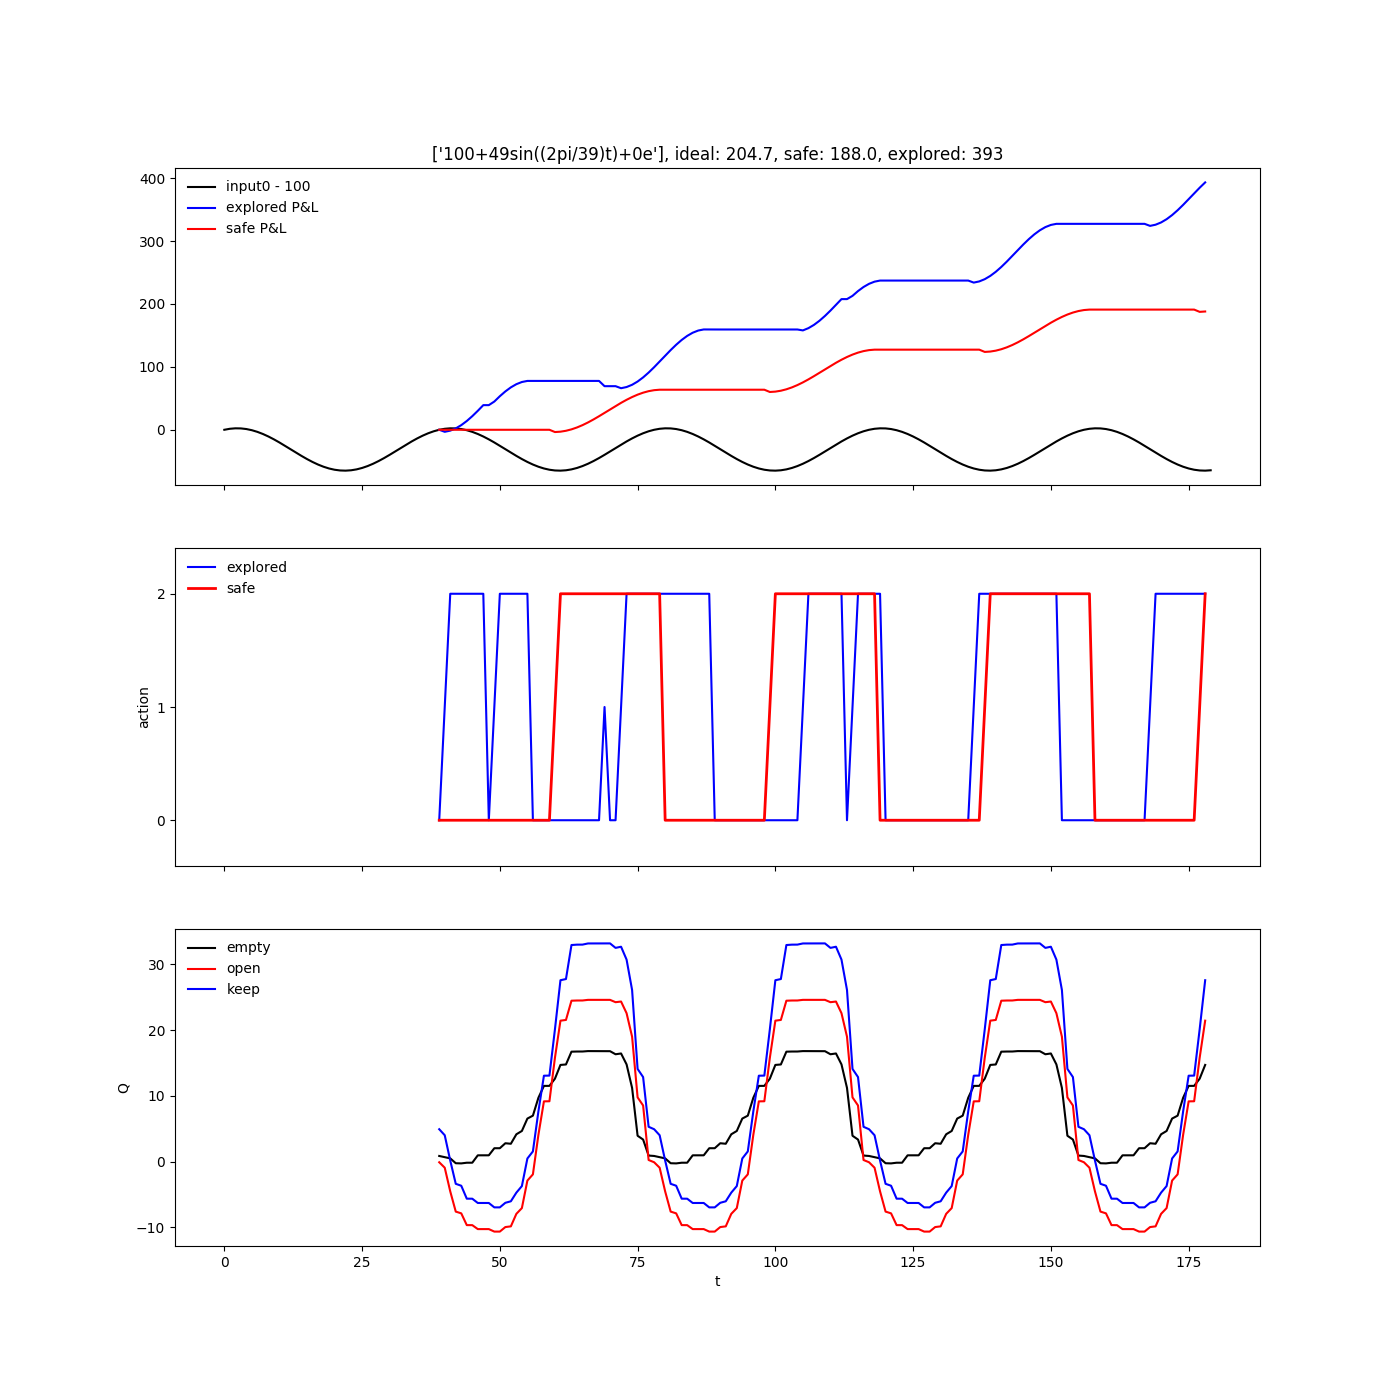 ['100+49sin((2pi/39)t)+0e'], ideal: 204.7, safe: 188.0, explored: 393
400
300
200
100
0
input0 - 100
explored P&L
safe P&L
2
1
0
action
explored
safe
30
20
10
0
−10
Q
empty
open
keep
0 25 50 75 100 125 150 175
t